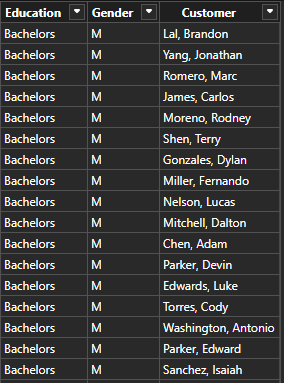 Education Gender Customer
Bachelors M Lal, Brandon
Bachelors M Yang, Jonathan
Bachelors M Romero, Marc
Bachelors M James, Carlos
Bachelors M Moreno, Rodney
Bachelors M Shen, Terry
Bachelors M Gonzales, Dylan
Bachelors M Miller, Fernando
Bachelors M Nelson, Lucas
Bachelors M Mitchell, Dalton
Bachelors M Chen, Adam
Bachelors M Parker, Devin
Bachelors M Edwards, Luke
Bachelors M Torres, Cody
Bachelors M Washington, Antonio
Bachelors M Parker, Edward
Bachelors M Sanchez, Isaiah